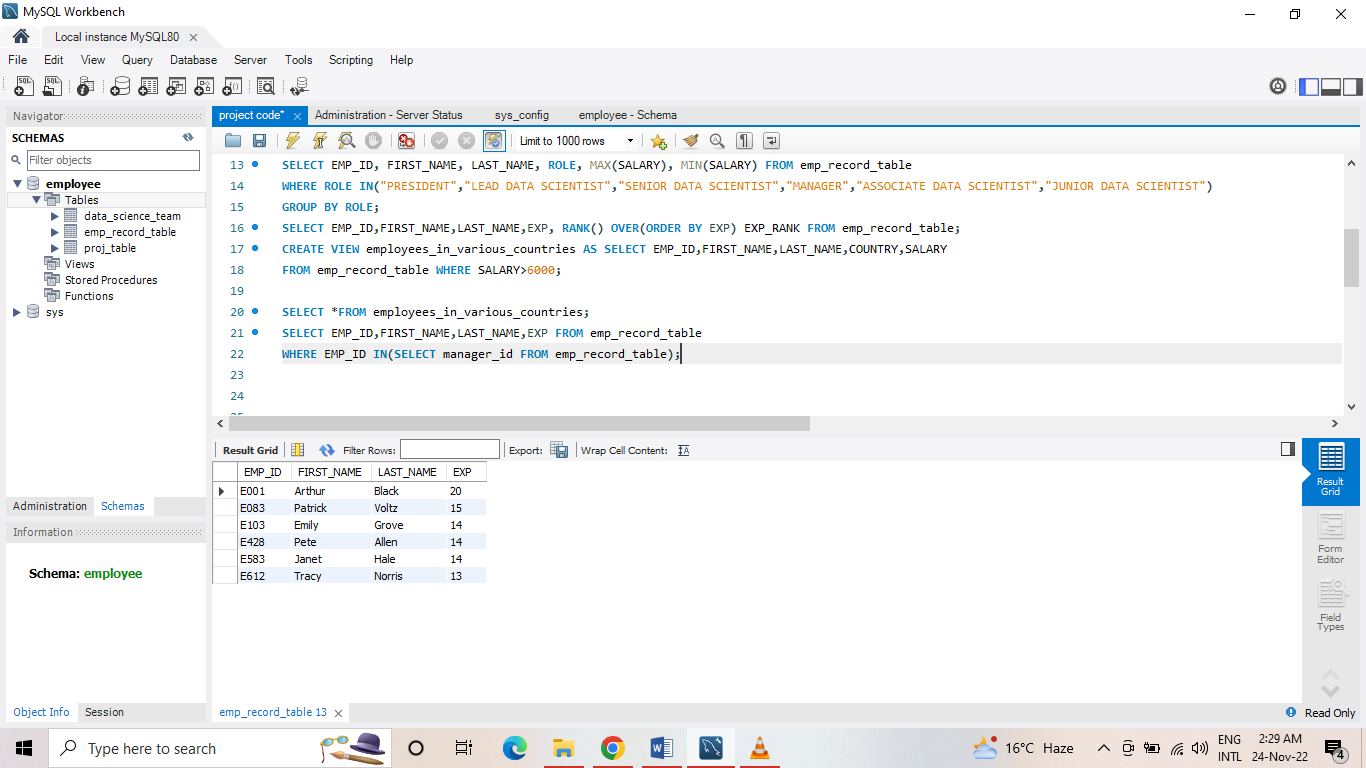 MySQL Workbench
Local instance MySQL80
File Edit View Query Database Server Tools Scripting Help
Navigator
SCHEMAS
Filter objects
employee
Tables
data_science_team
emp_record_table
proj_table
Views
Stored Procedures
Functions
sys
Administration Schemas
Information
Schema: employee
Object Info Session
project code* Administration - Server Status sys_config employee - Schema
Limit to 1000 rows
13 SELECT EMP_ID, FIRST_NAME, LAST_NAME, ROLE, MAX(SALARY), MIN(SALARY) FROM emp_record_table
14 WHERE ROLE IN("PRESIDENT","LEAD DATA SCIENTIST","SENIOR DATA SCIENTIST","MANAGER","ASSOCIATE DATA SCIENTIST","JUNIOR DATA SCIENTIST")
15 GROUP BY ROLE;
16 SELECT EMP_ID,FIRST_NAME,LAST_NAME,EXP, RANK() OVER(ORDER BY EXP) EXP_RANK FROM emp_record_table;
17 CREATE VIEW employees_in_various_countries AS SELECT EMP_ID,FIRST_NAME,LAST_NAME,COUNTRY,SALARY
18 FROM emp_record_table WHERE SALARY>6000;
19
20 SELECT *FROM employees_in_various_countries;
21 SELECT EMP_ID,FIRST_NAME,LAST_NAME,EXP FROM emp_record_table
22 WHERE EMP_ID IN(SELECT manager_id FROM emp_record_table);
23
24
Result Grid Filter Rows: Export: Wrap Cell Content:
EMP_ID FIRST_NAME LAST_NAME EXP
E001 Arthur Black 20
E083 Patrick Voltz 15
E103 Emily Grove 14
E428 Pete Allen 14
E583 Janet Hale 14
E612 Tracy Norris 13
Result
Grid
Form
Editor
Field
Types
emp_record_table 13
Read Only
Type here to search
16°C Haze
ENG
INTL
2:29 AM
24-Nov-22
4